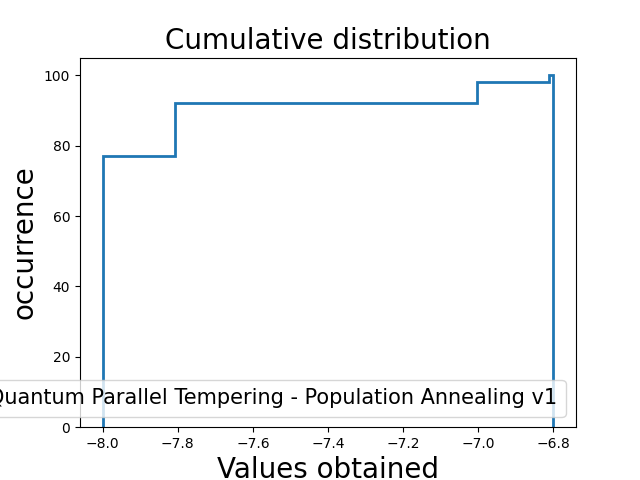 Cumulative distribution
occurrence
100
80
60
40
20
0
Quantum Parallel Tempering - Population Annealing v1
−8.0 −7.8 −7.6 −7.4 −7.2 −7.0 −6.8
Values obtained